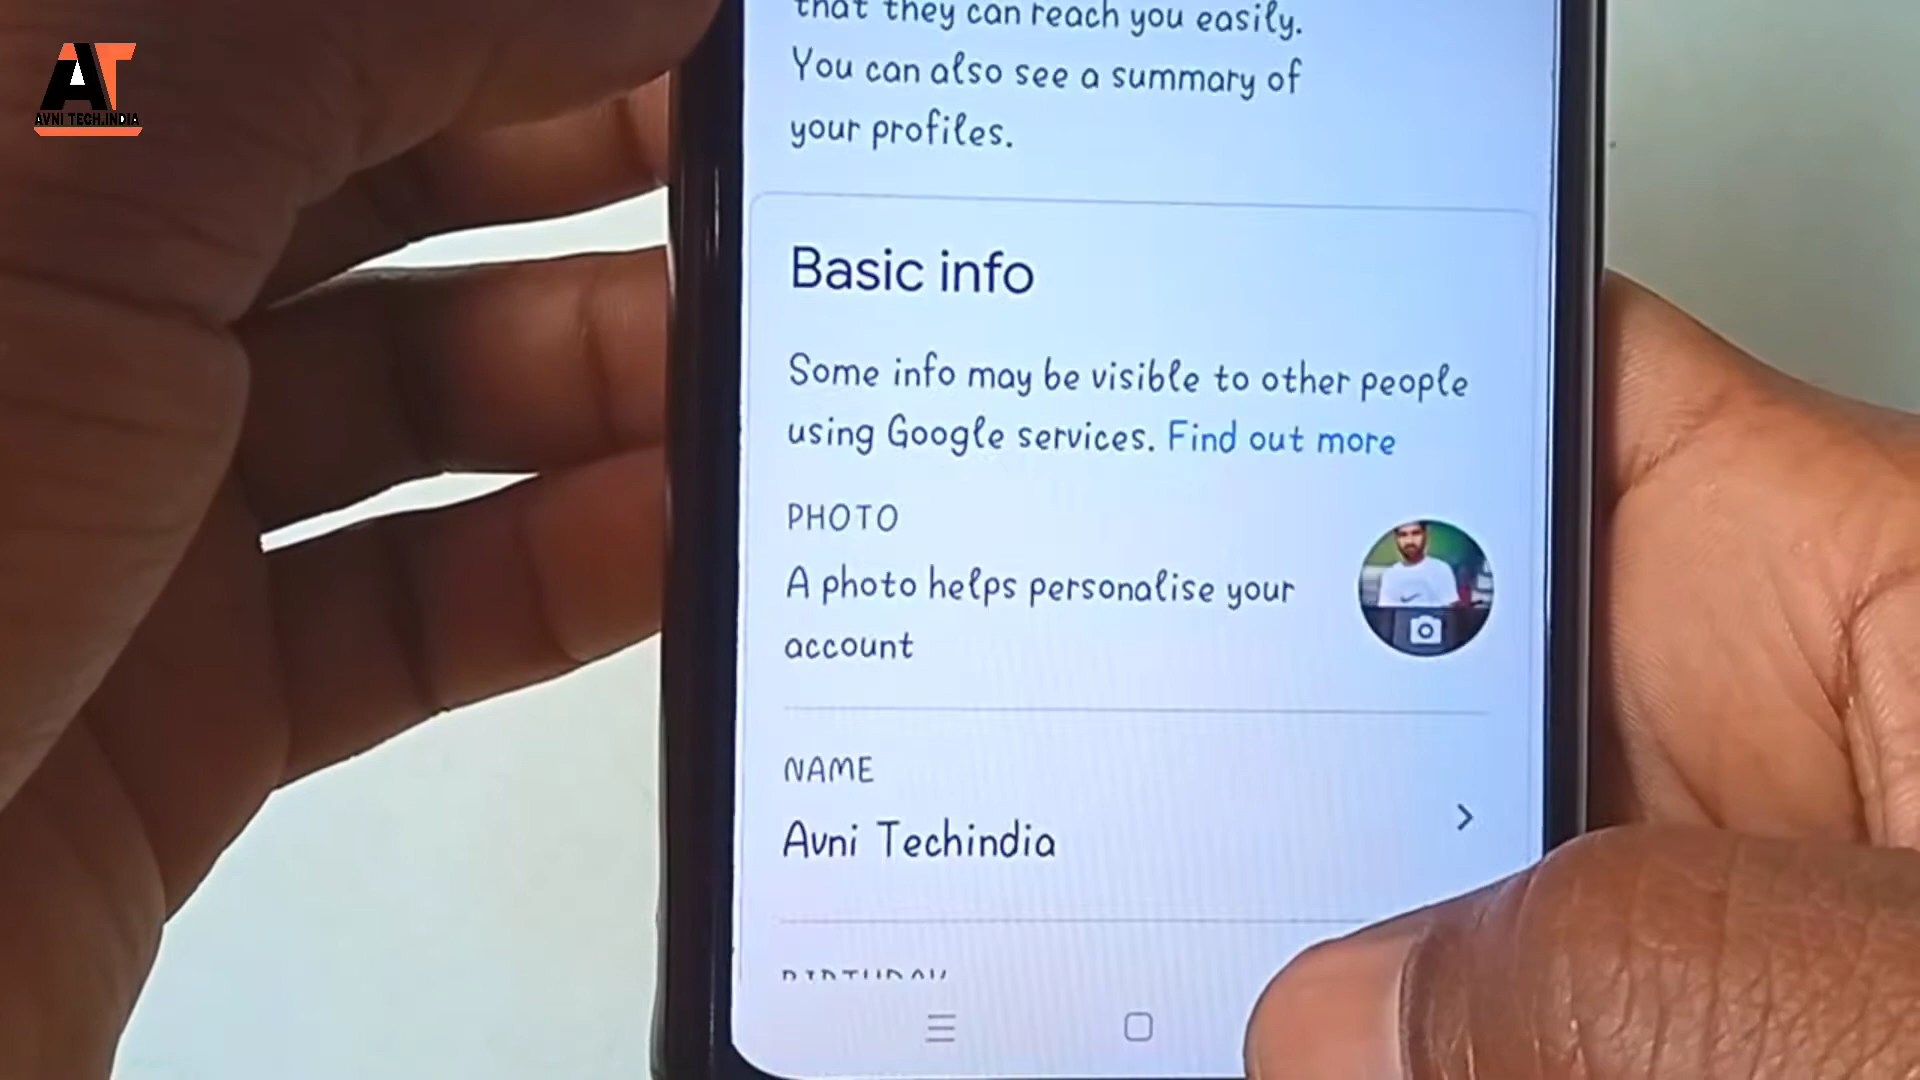 AT
AVNI TECH.INDIA
that they can reach you easily.
You can also see a summary of
your profiles.
Basic info
Some info may be visible to other people
using Google services. Find out more
PHOTO
A photo helps personalise your
account
NAME
Avni Techindia
BIRTHDAY